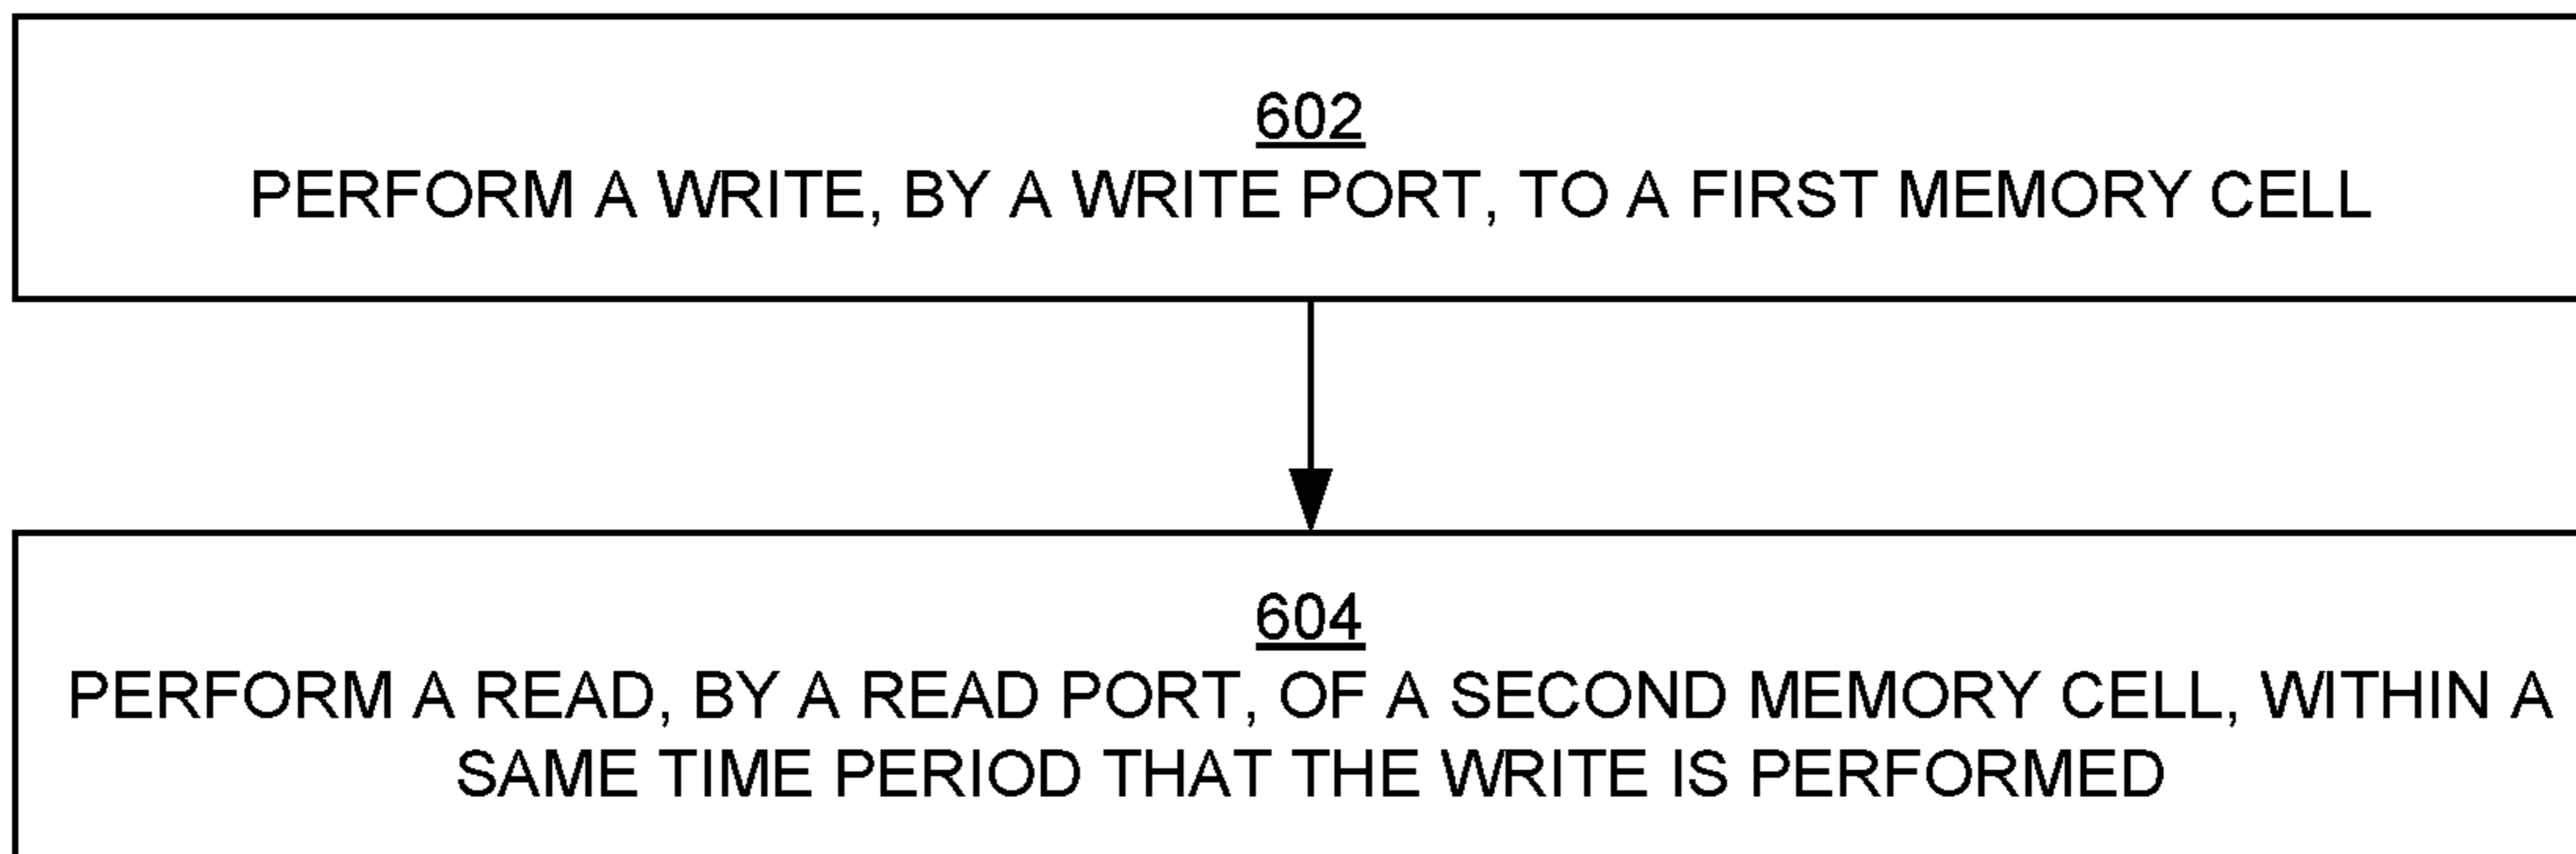 602
PERFORM A WRITE, BY A WRITE PORT, TO A FIRST MEMORY CELL
604
PERFORM A READ, BY A READ PORT, OF A SECOND MEMORY CELL, WITHIN A
SAME TIME PERIOD THAT THE WRITE IS PERFORMED